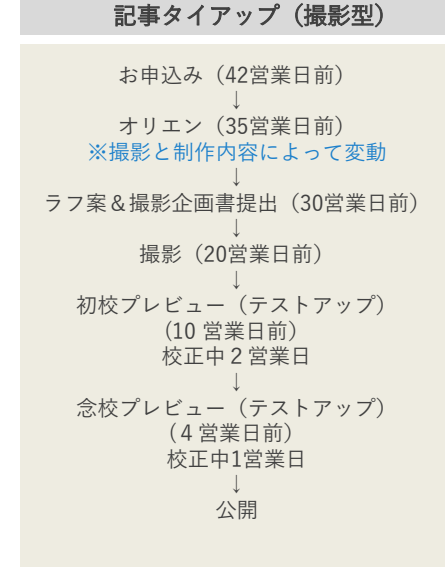 記事タイアップ（撮影型）
お申込み（42営業日前）
↓
オリエン（35営業日前）
※撮影と制作内容によって変動
↓
ラフ案＆撮影企画書提出（30営業日前）
↓
撮影（20営業日前）
↓
初校プレビュー（テストアップ）
(10 営業日前）
校正中２営業日
↓
念校プレビュー（テストアップ）
（４営業日前）
校正中1営業日
↓
公開